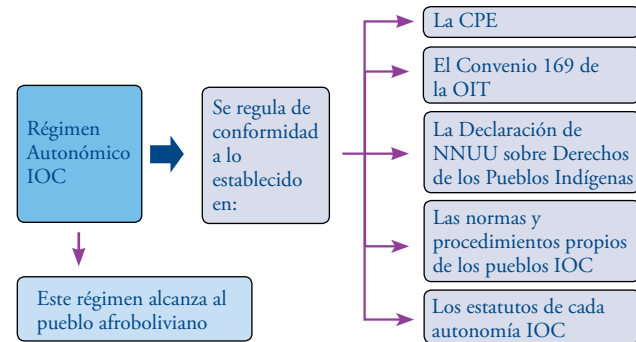 Régimen
Autonómico
IOC
Este régimen alcanza al
pueblo afroboliviano
Se regula de
conformidad
a lo
establecido
en:
La CPE
El Convenio 169 de
la OIT
La Declaración de
NNUU sobre Derechos
de los Pueblos Indígenas
Las normas y
procedimientos propios
de los pueblos IOC
Los estatutos de cada
autonomía IOC